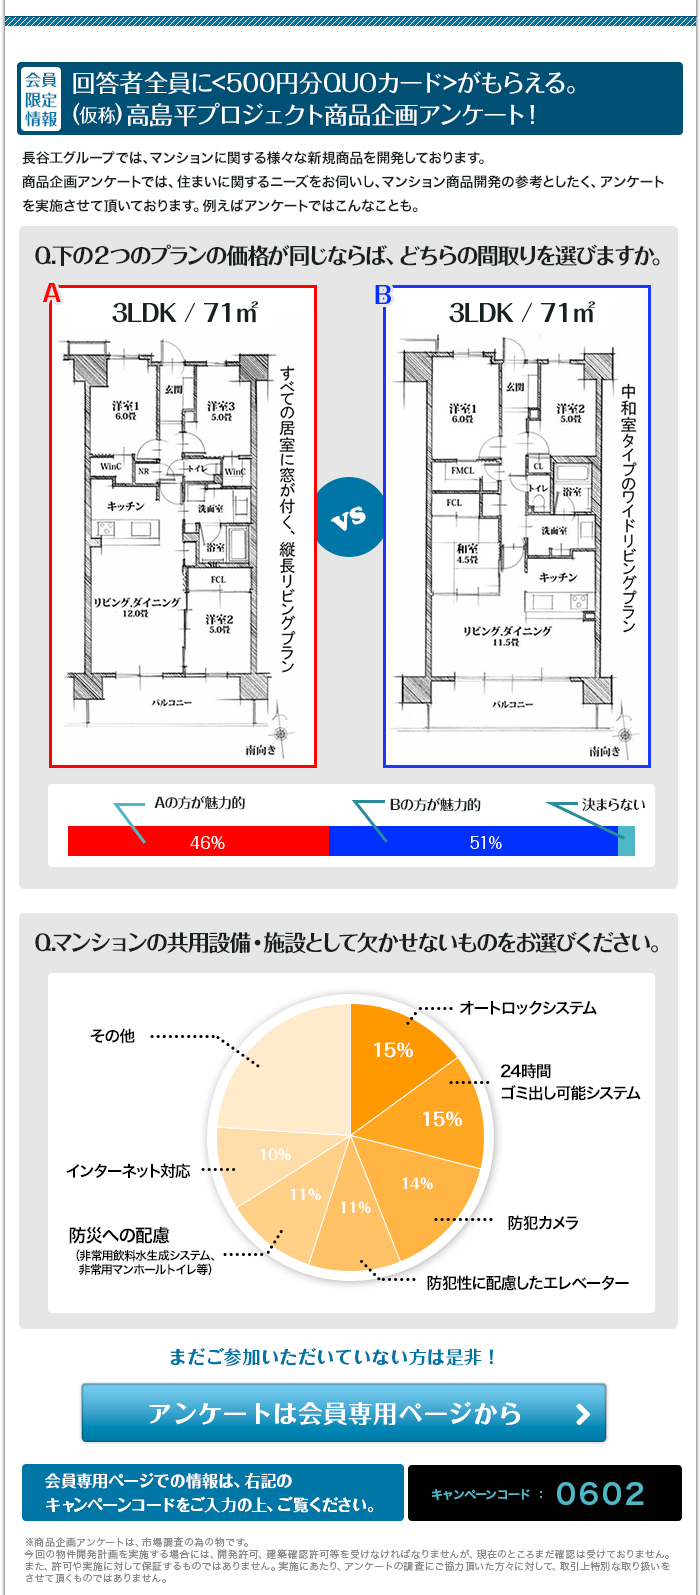 会員
限定
情報
回答者全員に<500円分QUOカード>がもらえる。
(仮称)高島平プロジェクト商品企画アンケート!
長谷工グループでは、マンションに関する様々な新規商品を開発しております。
商品企画アンケートでは、住まいに関するニーズをお伺いし、マンション商品開発の参考としたく、アンケート
を実施させて頂いております。例えばアンケートではこんなことも。
Q.下の2つのプランの価格が同じならば、どちらの間取りを選びますか。
A
3LDK / 71㎡
玄関
洋室1
6.0畳
洋室3
5.0畳
WinC
NR
トイレ
WinC
キッチン
洗面室
浴室
FCL
リビング.ダイニング
12.0畳
洋室2
5.0畳
バルコニー
南向き
すべての居室に窓が付く、縦長リビングプラン
vs
B
3LDK / 71㎡
玄関
洋室1
6.0畳
洋室2
5.0畳
FMCL
CL
トイレ
浴室
FCL
洗面室
和室
4.5畳
キッチン
リビング.ダイニング
11.5畳
バルコニー
南向き
中和室タイプのワイドリビングプラン
Aの方が魅力的
Bの方が魅力的
決まらない
46%
51%
Q.マンションの共用設備・施設として欠かせないものをお選びください。
オートロックシステム
15%
24時間
ゴミ出し可能システム
15%
防犯カメラ
14%
防犯性に配慮したエレベーター
11%
防災への配慮
(非常用飲料水生成システム、
非常用マンホールトイレ等)
11%
インターネット対応
10%
その他
まだご参加いただいていない方は是非！
アンケートは会員専用ページから
会員専用ページでの情報は、右記の
キャンペーンコードをご入力の上、ご覧ください。
キャンペーンコード ： 0602
※商品企画アンケートは、市場調査の為の物です。
今回の物件開発計画を実施する場合には、開発許可、建築確認許可等を受けなければなりませんが、現在のところまだ確認は受けておりません。
また、許可や実施に対して保証するものではありません。実施にあたり、アンケートの調査にご協力頂いた方々に対して、取引上特別な取り扱いを
させて頂くものではありません。